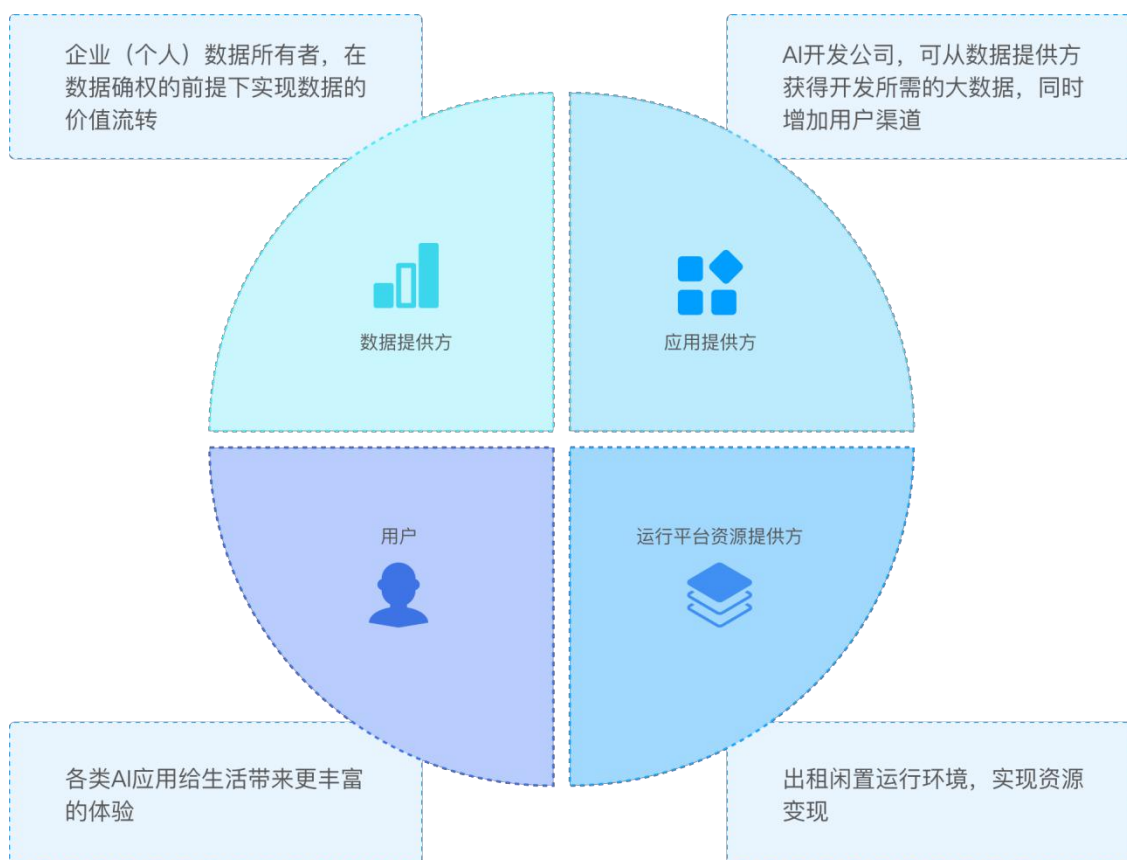 企业（个人）数据所有者，在
数据确权的前提下实现数据的
价值流转
AI开发公司，可从数据提供方
获得开发所需的大数据，同时
增加用户渠道
数据提供方
应用提供方
用户
运行平台资源提供方
各类AI应用给生活带来更丰富
的体验
出租闲置运行环境，实现资源
变现